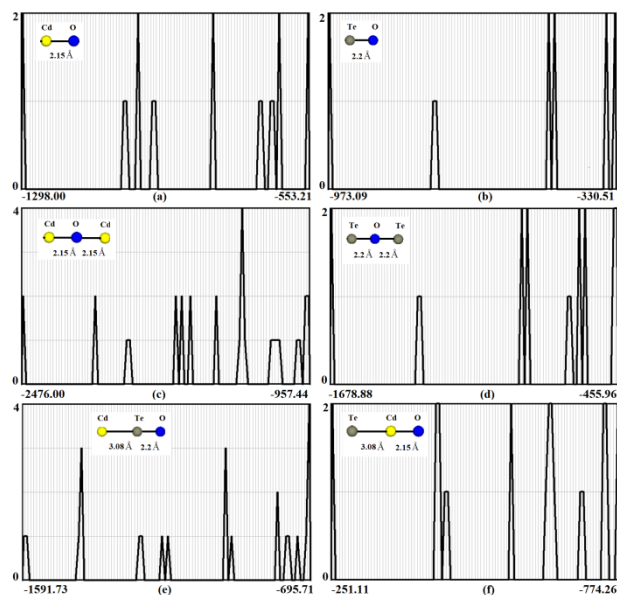 2
Cd O
2.15 Å
0
-1298.00 (a) -553.21
2
Te O
2.2 Å
0
-973.09 (b) -330.51
4
Cd O Cd
2.15 Å 2.15 Å
0
-2476.00 (c) -957.44
2
Te O Te
2.2 Å 2.2 Å
0
-1678.88 (d) -455.96
4
Cd Te O
3.08 Å 2.2 Å
0
-1591.73 (e) -695.71
2
Te Cd O
3.08 Å 2.15 Å
0
-251.11 (f) -774.26